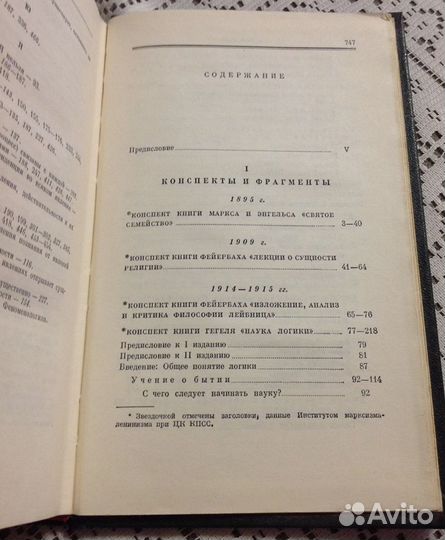 747
СОДЕРЖАНИЕ
Предисловие V
I
КОНСПЕКТЫ И ФРАГМЕНТЫ
1895 г.
*КОНСПЕКТ КНИГИ МАРКСА И ЭНГЕЛЬСА «СВЯТОЕ
СЕМЕЙСТВО» 3—40
1909 г.
*КОНСПЕКТ КНИГИ ФЕЙЕРБАХА «ЛЕКЦИИ О СУЩНОСТИ
РЕЛИГИИ» 41—64
1914—1915 гг.
*КОНСПЕКТ КНИГИ ФЕЙЕРБАХА «ИЗЛОЖЕНИЕ, АНАЛИЗ
И КРИТИКА ФИЛОСОФИИ ЛЕЙБНИЦА» 65—76
*КОНСПЕКТ КНИГИ ГЕГЕЛЯ «НАУКА ЛОГИКИ» 77—218
Предисловие к I изданию 79
Предисловие к II изданию 81
Введение: Общее понятие логики 87
Учение о бытии 92—114
С чего следует начинать науку? 92
* Звездочкой отмечены заголовки, данные Институтом марксизма-
ленинизма при ЦК КПСС.
Avito